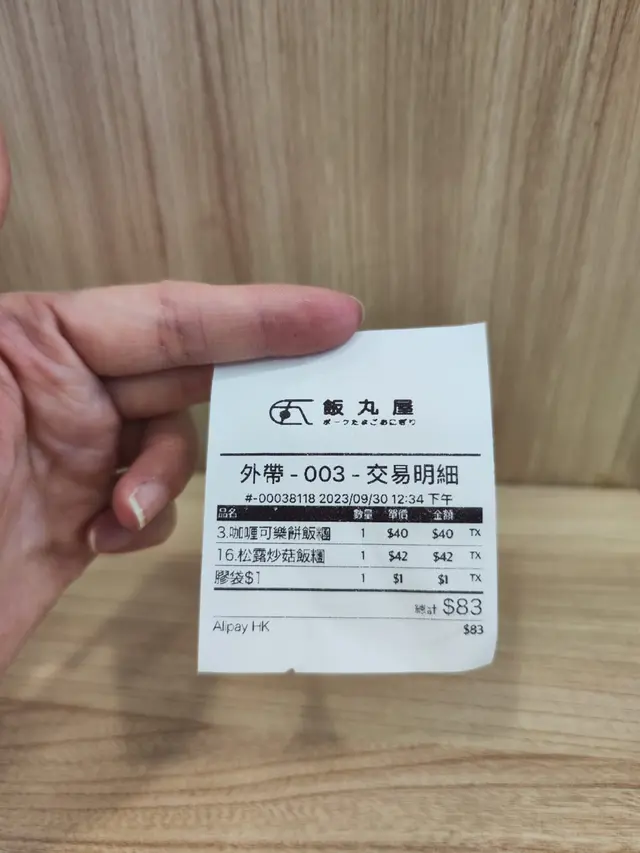 飯丸屋
ポークたまごおにぎり
外帶 - 003 - 交易明細
#-00038118 2023/09/30 12:34 下午
品名 數量 單價 金額
3.咖喱可樂餅飯糰 1 $40 $40 TX
16.松露炒菇飯糰 1 $42 $42 TX
膠袋$1 1 $1 $1 TX
總計 $83
Alipay HK $83